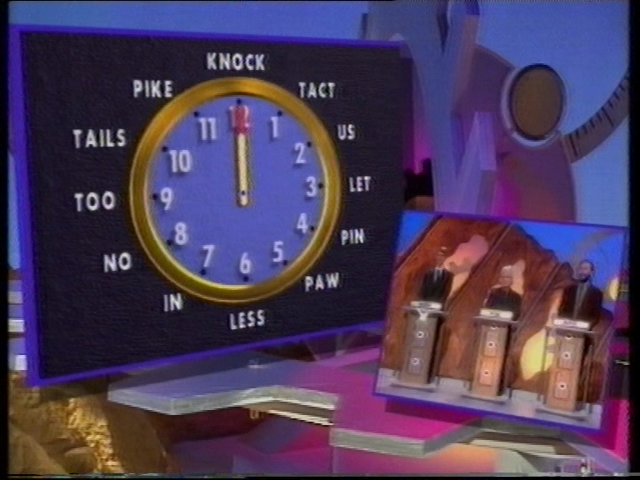 KNOCK
PIKE
TACT
TAILS
US
12
11
1
10
2
TOO
9
3
LET
8
4
NO
PIN
7
6
5
IN
PAW
LESS